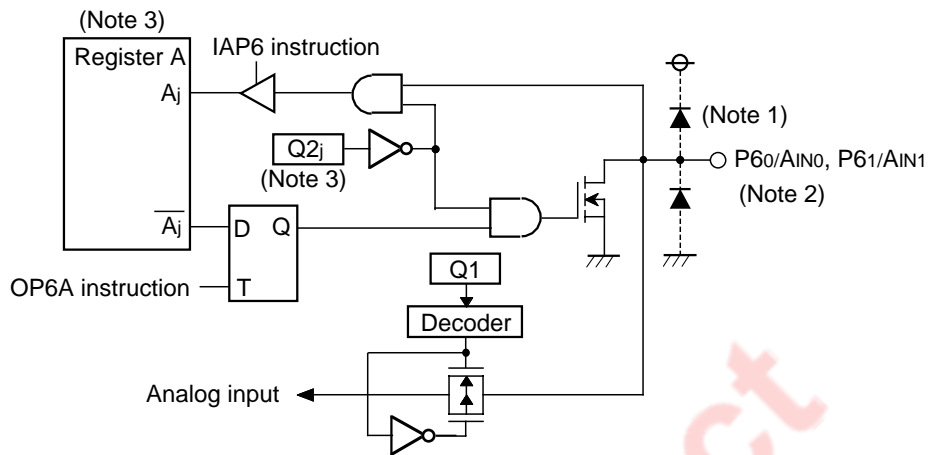 (Note 3)
IAP6 instruction
Register A
Aj
(Note 1)
Q2j
(Note 3)
P60/AIN0, P61/AIN1
(Note 2)
Aj
D Q
T
OP6A instruction
Q1
Decoder
Analog input
ct